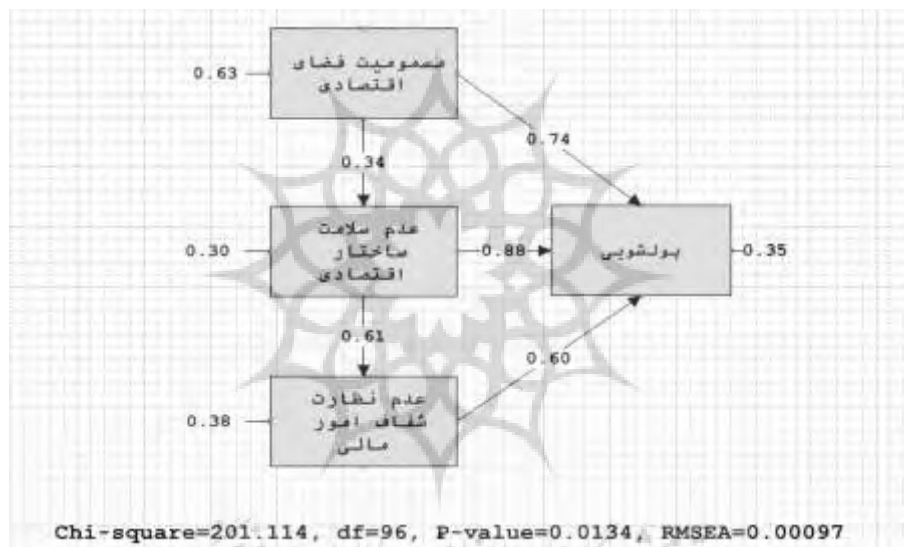 مسمومیت فضای
اقتصادی
0.63
0.74
0.34
عدم سلامت
ساختار
اقتصادی
0.30
0.88
پولشویی
0.35
0.61
0.60
عدم نظارت
شفاف امور
مالی
0.38
Chi-square=201.114, df=96, P-value=0.0134, RMSEA=0.00097